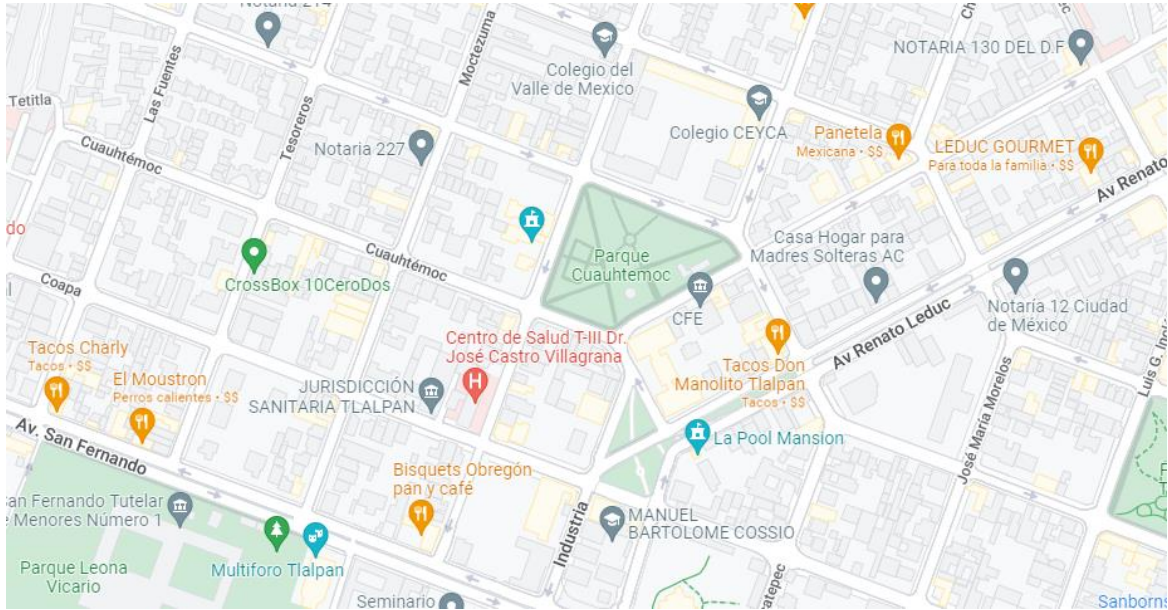 Notaria 214
Tetitla
Las Fuentes
Moctezuma
Colegio del
Valle de Mexico
NOTARIA 130 DEL D.F
Colegio CEYCA
Panetela
Mexicana • $$
LEDUC GOURMET
Para toda la familia • $$
Av Renato
Cuauhtémoc
Tesoreros
Notaria 227
Parque
Cuauhtemoc
Casa Hogar para
Madres Solteras AC
Cuauhtémoc
Coapa
CrossBox 10CeroDos
CFE
Notaría 12 Ciudad
de México
Av Renato Leduc
Centro de Salud T-III Dr.
José Castro Villagrana
Tacos Don
Manolito Tlalpan
Tacos • $$
Tacos Charly
Tacos • $$
El Moustron
Perros calientes • $$
JURISDICCIÓN
SANITARIA TLALPAN
José María Morelos
Luis G. Incl
La Pool Mansion
Av. San Fernando
Bisquets Obregón
pan y café
San Fernando Tutelar
Menores Número 1
Industria
MANUEL
BARTOLOME COSSIO
Parque Leona
Vicario
Multiforo Tlalpan
Seminario
atepec
Sanborns